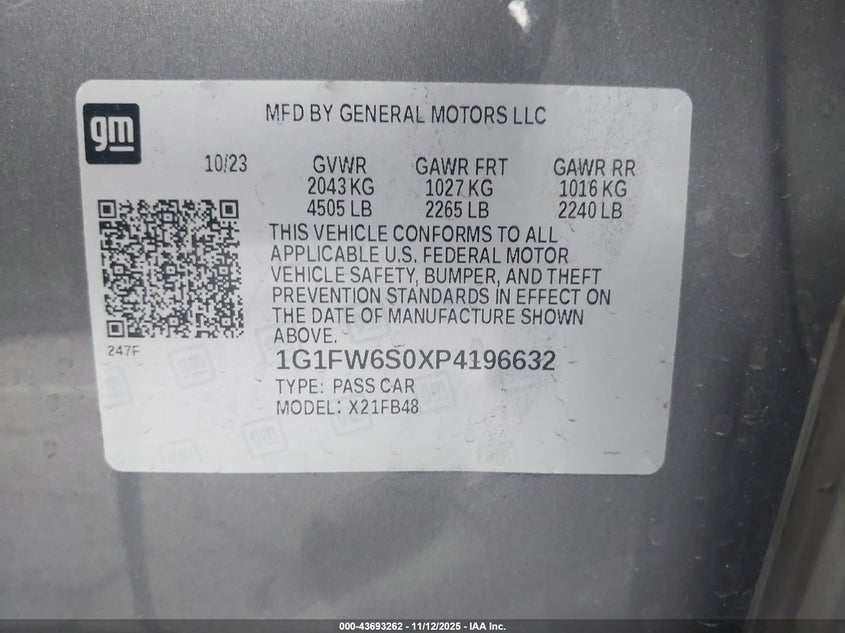 gm
MFD BY GENERAL MOTORS LLC
10/23 GVWR GAWR FRT GAWR RR
2043 KG 1027 KG 1016 KG
4505 LB 2265 LB 2240 LB
THIS VEHICLE CONFORMS TO ALL
APPLICABLE U.S. FEDERAL MOTOR
VEHICLE SAFETY, BUMPER, AND THEFT
PREVENTION STANDARDS IN EFFECT ON
THE DATE OF MANUFACTURE SHOWN
ABOVE.
247F
1G1FW6S0XP4196632
TYPE: PASS CAR
MODEL: X21FB48
000-43693262 - 11/12/2025 - IAA Inc.